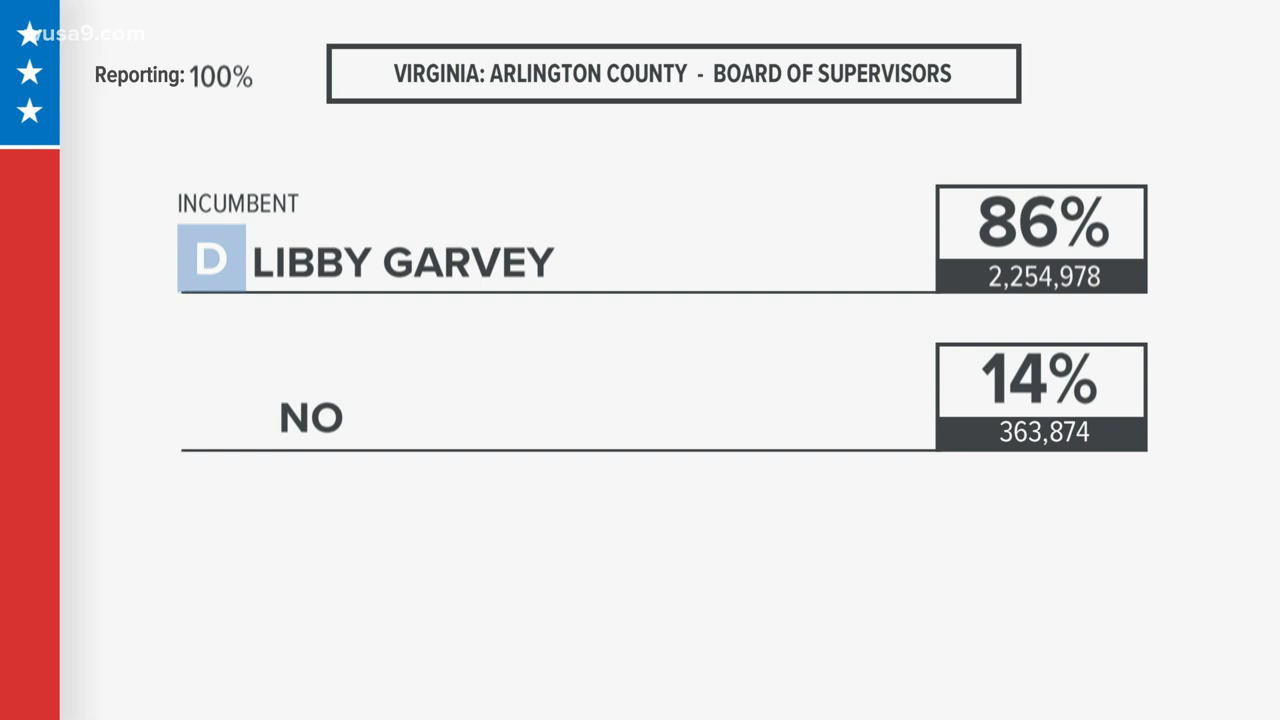 wusa9.com
Reporting: 100%
VIRGINIA: ARLINGTON COUNTY - BOARD OF SUPERVISORS
INCUMBENT
D LIBBY GARVEY
86%
2,254,978
NO
14%
363,874